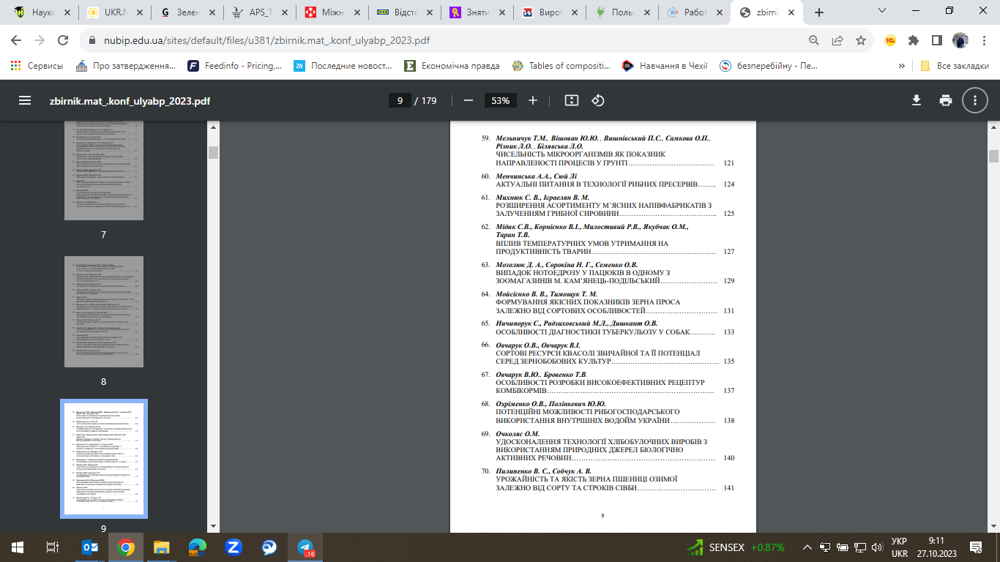 Наукс
UKR.N
Зелен
APS_T
Міжна
Відсте
Зняти
Вироб
Польс
Работ
zbirni
nubip.edu.ua/sites/default/files/u381/zbirnik.mat_.konf_ulyabp_2023.pdf
Сервисы
Про затвердження...
Feedinfo - Pricing,...
Последние новост...
Економічна правда
Tables of compositi...
Навчання в Чехії
безперебійну - Пе...
»
Все закладки
zbirnik.mat_.konf_ulyabp_2023.pdf
9 / 179
53%
7
8
9
59. Мельничук Т.М., Вішован Ю.Ю. , Вишнівський П.С., Самкова О.П.,
Різник Л.О. , Білявська Л.О.
ЧИСЕЛЬНІСТЬ МІКРООРГАНІЗМІВ ЯК ПОКАЗНИК
НАПРАВЛЕНОСТІ ПРОЦЕСІВ У ҐРУНТІ……………………………… 121
60. Менчинська А.А., Сюй Лі
АКТУАЛЬНІ ПИТАННЯ В ТЕХНОЛОГІЇ РИБНИХ ПРЕСЕРВІВ…….. 124
61. Михнюк С. В., Ісраелян В. М.
РОЗШИРЕННЯ АСОРТИМЕНТУ М’ЯСНИХ НАПІВФАБРИКАТІВ З
ЗАЛУЧЕННЯМ ГРИБНОЇ СИРОВИНИ………………………………….. 125
62. Мідик С.В., Корнієнко В.І., Милостивий Р.В., Якубчак О.М.,
Таран Т.В.
ВПЛИВ ТЕМПЕРАТУРНИХ УМОВ УТРИМАННЯ НА
ПРОДУКТИВНІСТЬ ТВАРИН…………………………………………… 127
63. Мозолюк Д. А., Сорокіна Н. Г., Семенко О.В.
ВИПАДОК НОТОЕДРОЗУ У ПАЦЮКІВ В ОДНОМУ З
ЗООМАГАЗИНІВ М. КАМ’ЯНЕЦЬ-ПОДІЛЬСЬКИЙ…………………… 129
64. Мойсієнко В. В., Тимощук Т. М.
ФОРМУВАННЯ ЯКІСНИХ ПОКАЗНИКІВ ЗЕРНА ПРОСА
ЗАЛЕЖНО ВІД СОРТОВИХ ОСОБЛИВОСТЕЙ………………………… 131
65. Ничипорук С., Радзиховський М.Л., Дишкант О.В.
ОСОБЛИВОСТІ ДІАГНОСТИКИ ТУБЕРКУЛЬОЗУ У СОБАК……….. 133
66. Овчарук О.В., Овчарук В.І.
СОРТОВІ РЕСУРСИ КВАСОЛІ ЗВИЧАЙНОЇ ТА ЇЇ ПОТЕНЦІАЛ
СЕРЕД ЗЕРНОБОБОВИХ КУЛЬТУР……………………………………… 135
67. Овчарук В.Ю., Бровенко Т.В.
ОСОБЛИВОСТІ РОЗРОБКИ ВИСОКОЕФЕКТИВНИХ РЕЦЕПТУР
КОМБІКОРМІВ……………………………………………………………. 137
68. Охріменко О.В., Полінкевич Ю.Ю.
ПОТЕНЦІЙНІ МОЖЛИВОСТІ РИБОГОСПОДАРСЬКОГО
ВИКОРИСТАННЯ ВНУТРІШНІХ ВОДОЙМ УКРАЇНИ……………… 138
69. Очколяс О.М.
УДОСКОНАЛЕННЯ ТЕХНОЛОГІЇ ХЛІБОБУЛОЧНИХ ВИРОБІВ З
ВИКОРИСТАННЯМ ПРИРОДНИХ ДЖЕРЕЛ БІОЛОГІЧНО
АКТИВНИХ РЕЧОВИН…………………………………………………… 140
70. Пилипенко В. С., Собчук А. В.
УРОЖАЙНІСТЬ ТА ЯКІСТЬ ЗЕРНА ПШЕНИЦІ ОЗИМОЇ
ЗАЛЕЖНО ВІД СОРТУ ТА СТРОКІВ СІВБИ…………………………… 141
9
SENSEX +0.87%
УКР
UKR
9:11
27.10.2023
..16